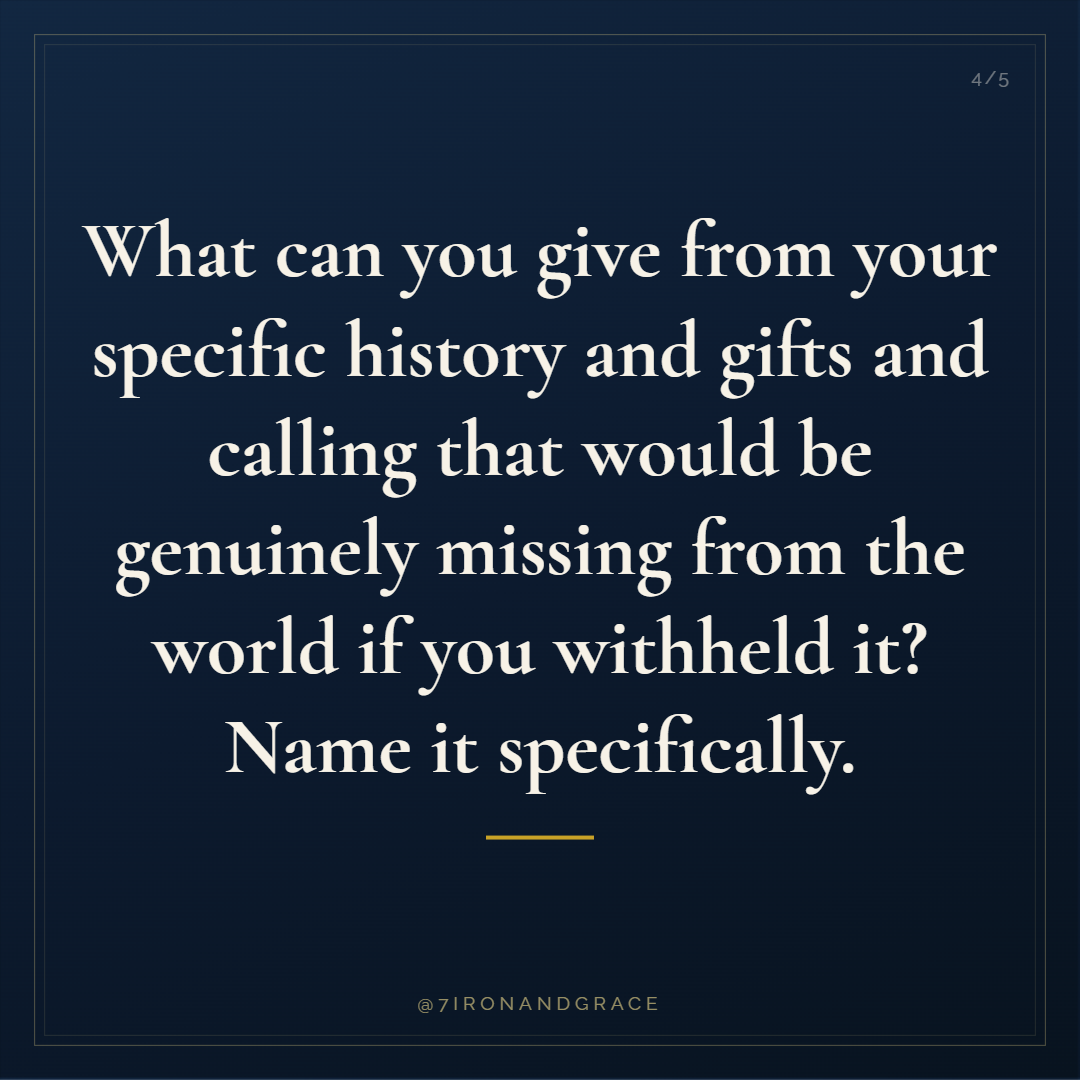 4/5
What can you give from your
specific history and gifts and
calling that would be
genuinely missing from the
world if you withheld it?
Name it specifically.
@7IRONANDGRACE